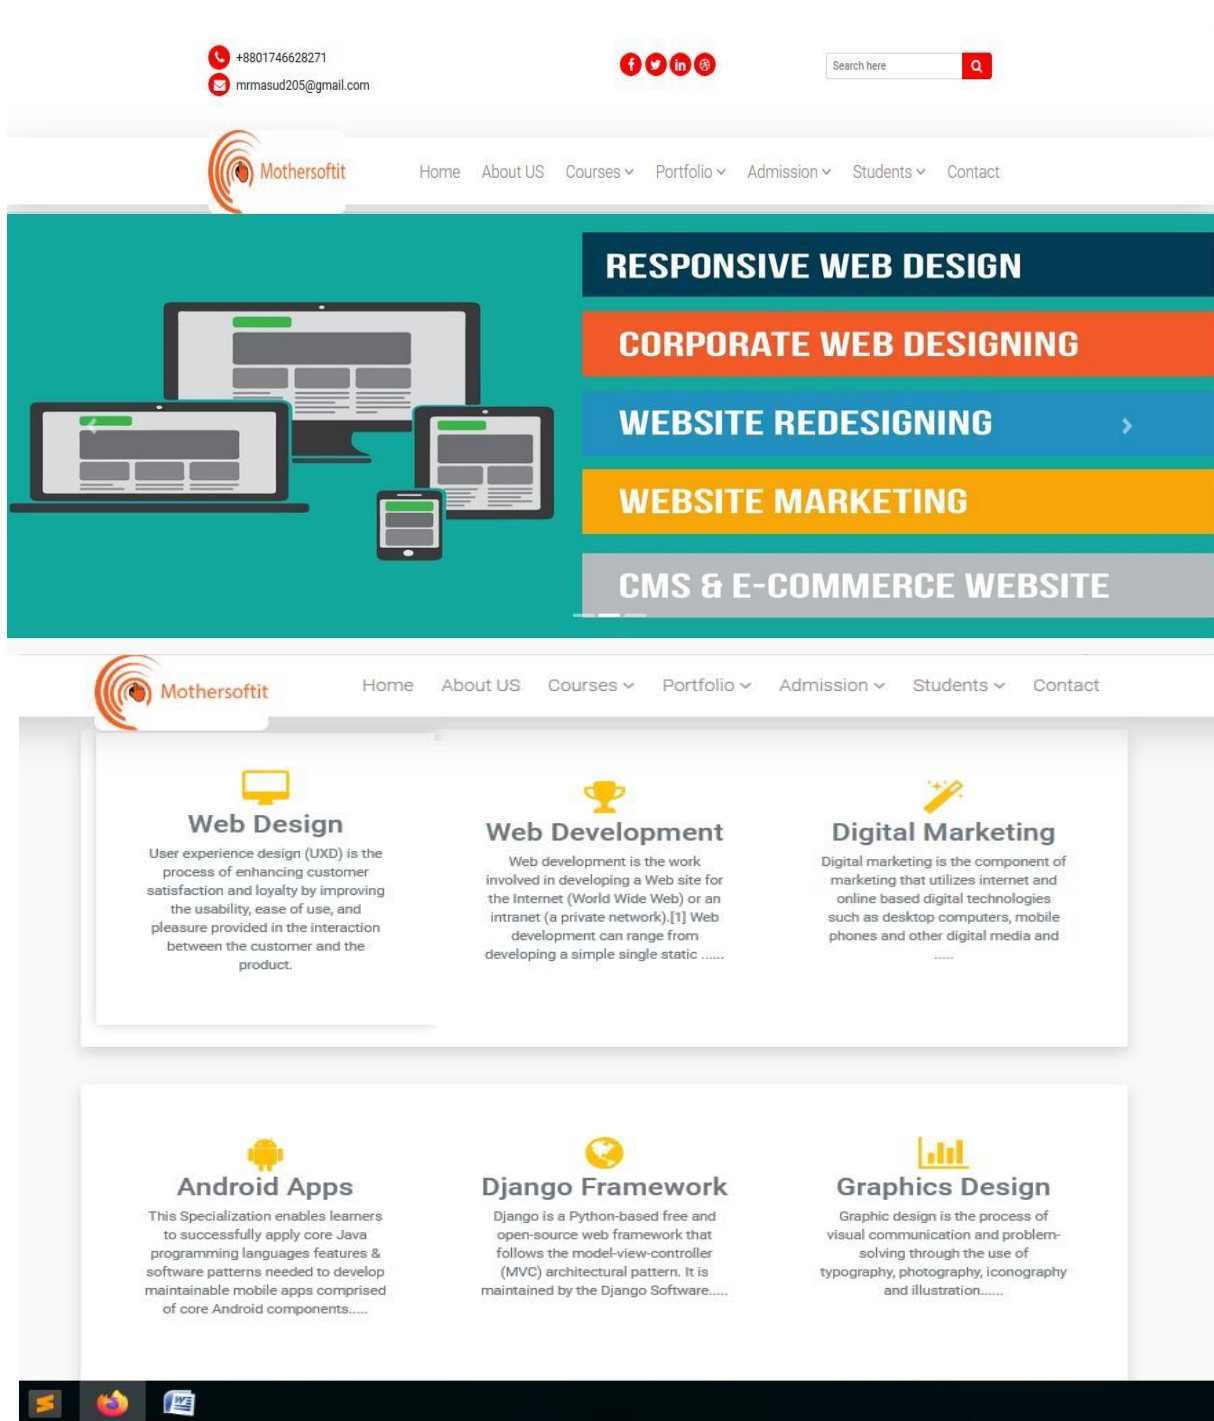 +8801746628271
mrmasud205@gmail.com
Search here
Mothersoftit
Home About US Courses Portfolio Admission Students Contact
RESPONSIVE WEB DESIGN
CORPORATE WEB DESIGNING
WEBSITE REDESIGNING
WEBSITE MARKETING
CMS & E-COMMERCE WEBSITE
Mothersoftit
Home About US Courses Portfolio Admission Students Contact
Web Design
User experience design (UXD) is the
process of enhancing customer
satisfaction and loyalty by improving
the usability, ease of use, and
pleasure provided in the interaction
between the customer and the
product.
Web Development
Web development is the work
involved in developing a Web site for
the Internet (World Wide Web) or an
intranet (a private network).[1] Web
development can range from
developing a simple single static ......
Digital Marketing
Digital marketing is the component of
marketing that utilizes internet and
online based digital technologies
such as desktop computers, mobile
phones and other digital media and
.....
Android Apps
This Specialization enables learners
to successfully apply core Java
programming languages features &
software patterns needed to develop
maintainable mobile apps comprised
of core Android components.....
Django Framework
Django is a Python-based free and
open-source web framework that
follows the model-view-controller
(MVC) architectural pattern. It is
maintained by the Django Software.....
Graphics Design
Graphic design is the process of
visual communication and problem-
solving through the use of
typography, photography, iconography
and illustration......